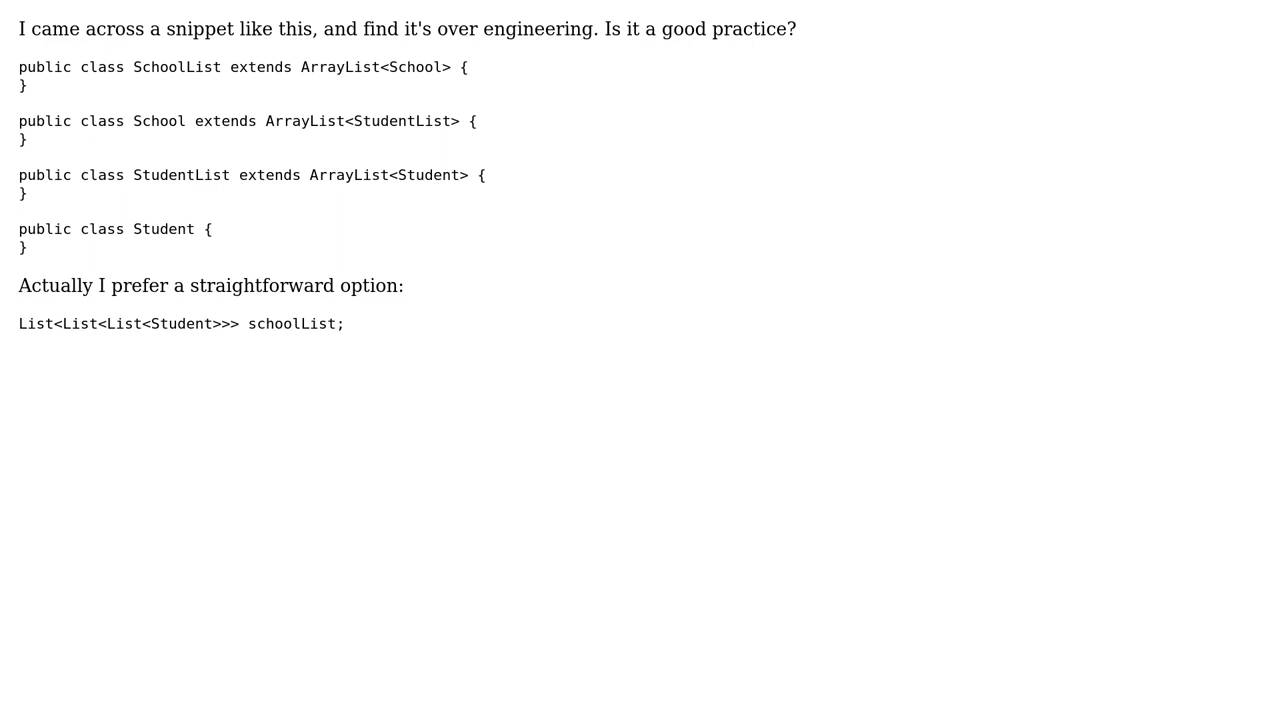 I came across a snippet like this, and find it's over engineering. Is it a good practice?
public class SchoolList extends ArrayList<School> {
}
public class School extends ArrayList<StudentList> {
}
public class StudentList extends ArrayList<Student> {
}
public class Student {
}
Actually I prefer a straightforward option:
List<List<List<Student>>> schoolList;